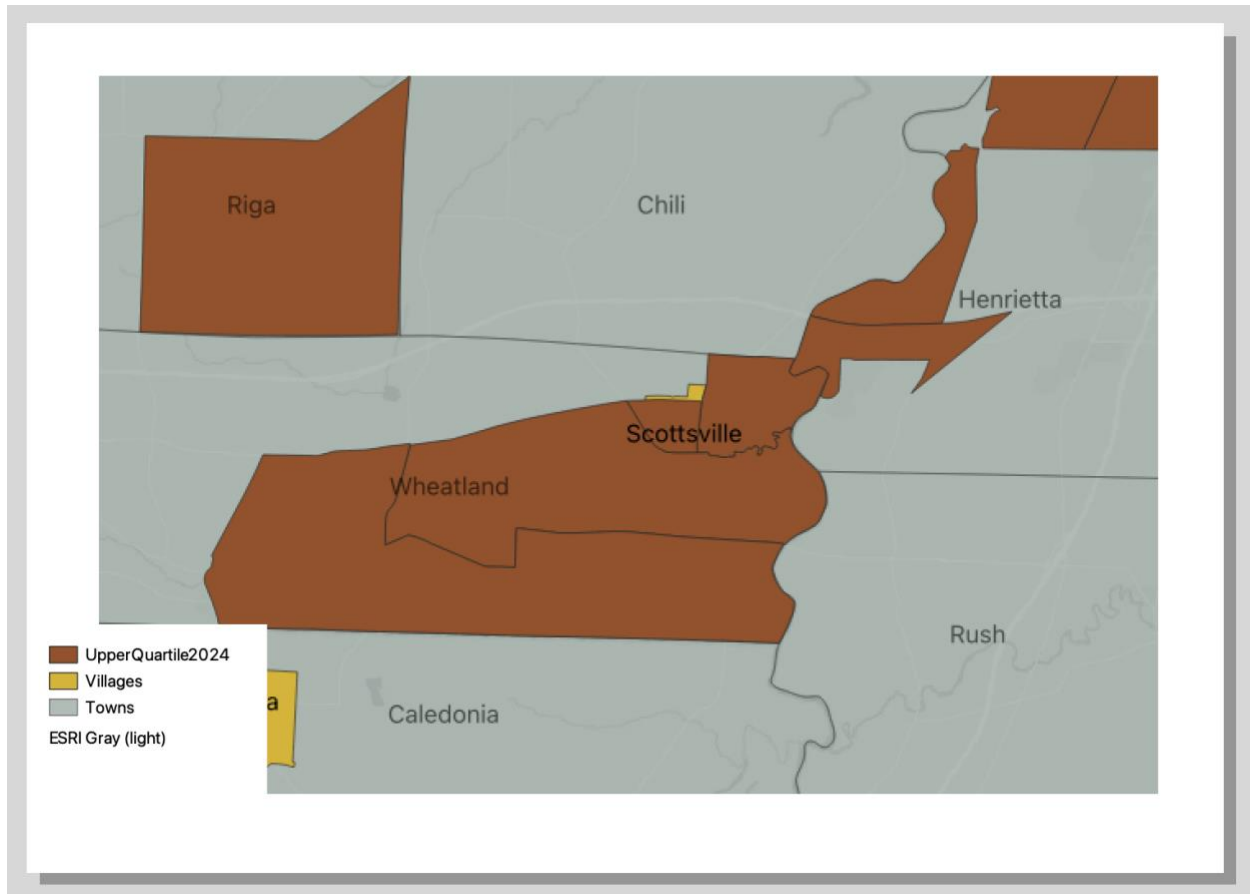 Riga
Chili
Henrietta
Scottsville
Wheatland
Rush
UpperQuartile2024
Villages
a
Towns
Caledonia
ESRI Gray (light)